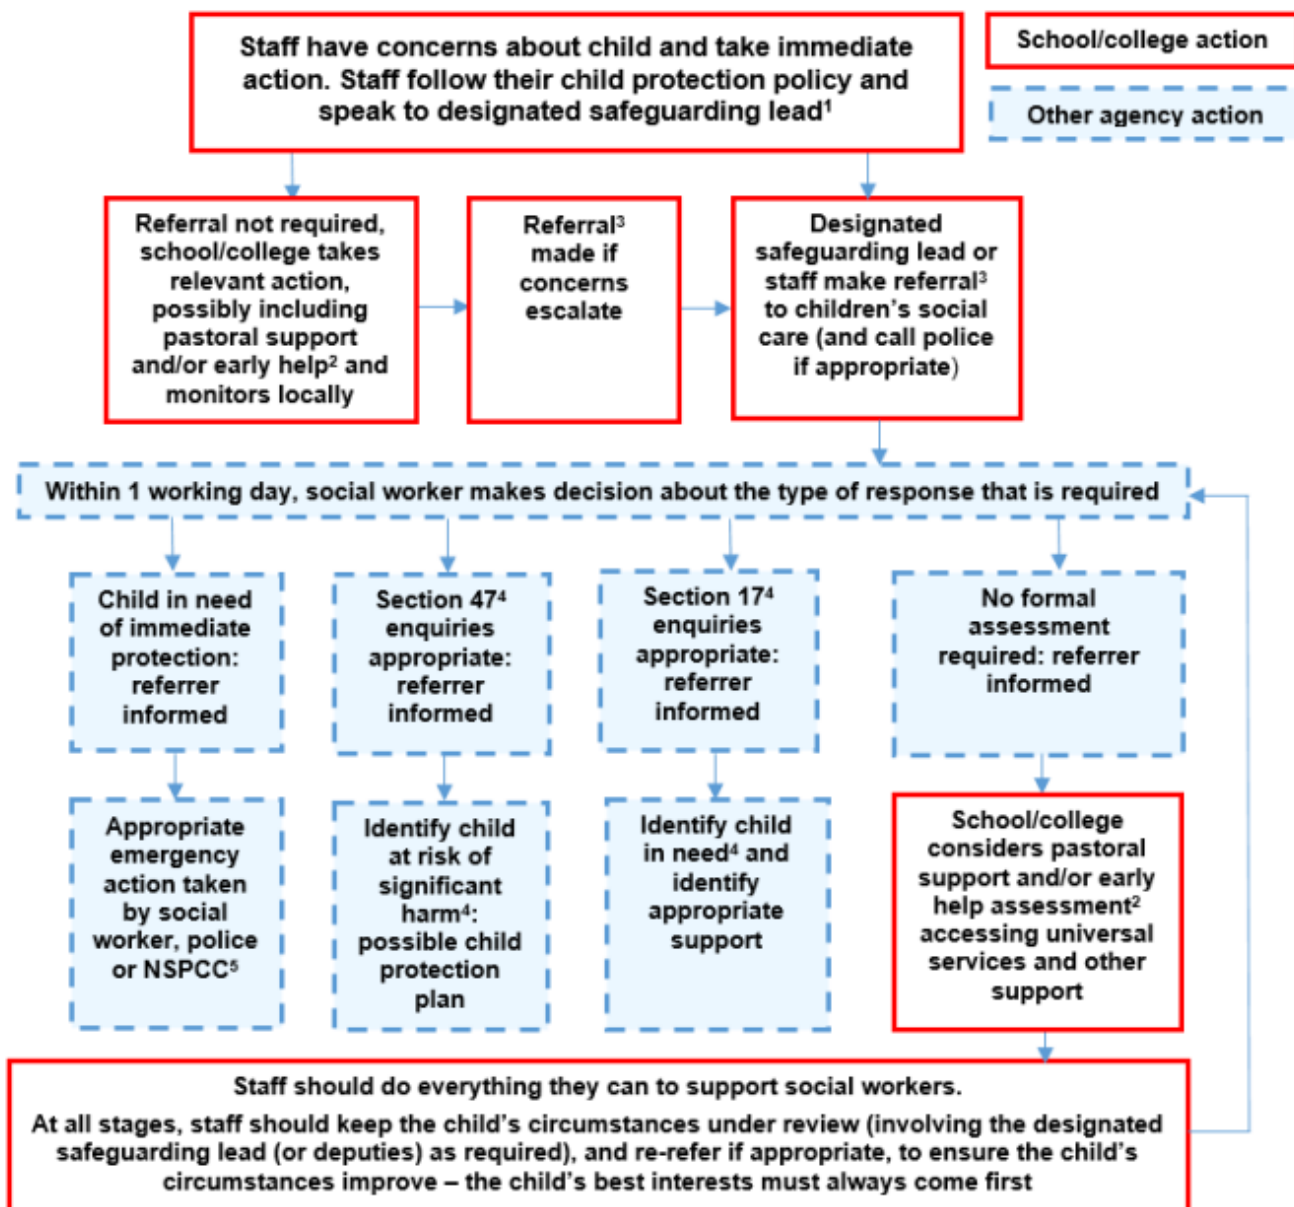 Staff have concerns about child and take immediate
action. Staff follow their child protection policy and
speak to designated safeguarding lead¹
School/college action
Other agency action
Referral not required,
school/college takes
relevant action,
possibly including
pastoral support
and/or early help² and
monitors locally
Referral³
made if
concerns
escalate
Designated
safeguarding lead or
staff make referral³
to children’s social
care (and call police
if appropriate)
Within 1 working day, social worker makes decision about the type of response that is required
Child in need
of immediate
protection:
referrer
informed
Section 47⁴
enquiries
appropriate:
referrer
informed
Section 17⁴
enquiries
appropriate:
referrer
informed
No formal
assessment
required: referrer
informed
Appropriate
emergency
action taken
by social
worker, police
or NSPCC⁵
Identify child
at risk of
significant
harm⁴:
possible child
protection
plan
Identify child
in need⁴ and
identify
appropriate
support
School/college
considers pastoral
support and/or early
help assessment²
accessing universal
services and other
support
Staff should do everything they can to support social workers.
At all stages, staff should keep the child’s circumstances under review (involving the designated
safeguarding lead (or deputies) as required), and re-refer if appropriate, to ensure the child’s
circumstances improve – the child’s best interests must always come first